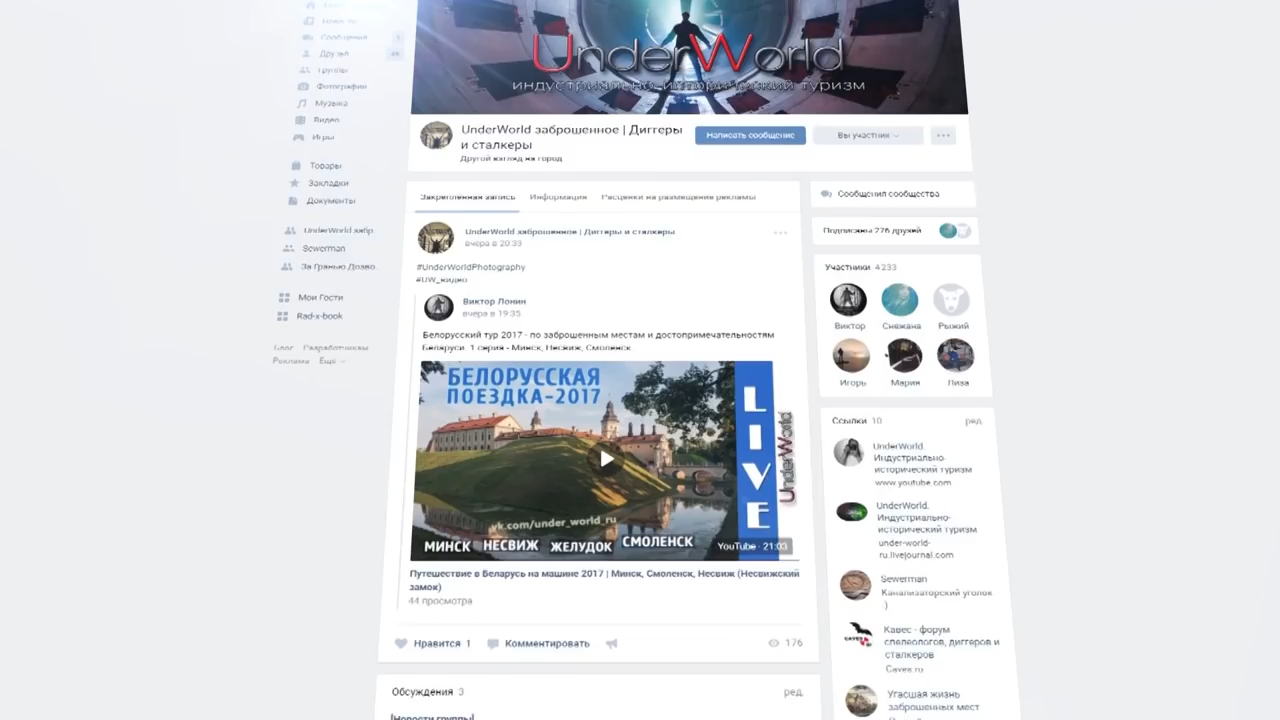 Сообщения 1
Друзья
Группы
Фотографии
Музыка
Видео
Игры
Товары
Закладки
Документы
UnderWorld забр
Sewerman
За Гранью Дозво
Мои Гости
Rad-x-book
Блог Разработчикам
Реклама Ещё
UnderWorld
индустриально-исторический туризм
UnderWorld заброшенное | Диггеры
и сталкеры
Другой взгляд на город
Написать сообщение
Вы участник
Закреплённая запись Информация Расценки на размещение рекламы
UnderWorld заброшенное | Диггеры и сталкеры
вчера в 20:33
#UnderWorldPhotography
#UW_видео
Виктор Лонин
вчера в 19:35
Белорусский тур 2017 - по заброшенным местам и достопримечательностям
Беларуси. 1 серия - Минск, Несвиж, Смоленск
БЕЛОРУССКАЯ
ПОЕЗДКА-2017
LIVE
UnderWorld
vk.com/under_world_ru
МИНСК НЕСВИЖ ЖЕЛУДОК СМОЛЕНСК
YouTube · 21:03
Путешествие в Беларусь на машине 2017 | Минск, Смоленск, Несвиж (Несвижский
замок)
44 просмотра
Нравится 1 Комментировать 176
Обсуждения 3 ред.
[Новости группы]
Сообщения сообщества
Подписаны 276 друзей
Участники 4 233
Виктор Снежана Рыжий
Игорь Мария Лиза
Ссылки 10 ред.
UnderWorld.
Индустриально-
исторический туризм
www.youtube.com
UnderWorld.
Индустриально-
исторический туризм
under-world-
ru.livejournal.com
Sewerman
Канализаторский уголок
)
Кавес - форум
спелеологов, диггеров и
сталкеров
Caves.ru
Угасшая жизнь
заброшенных мест